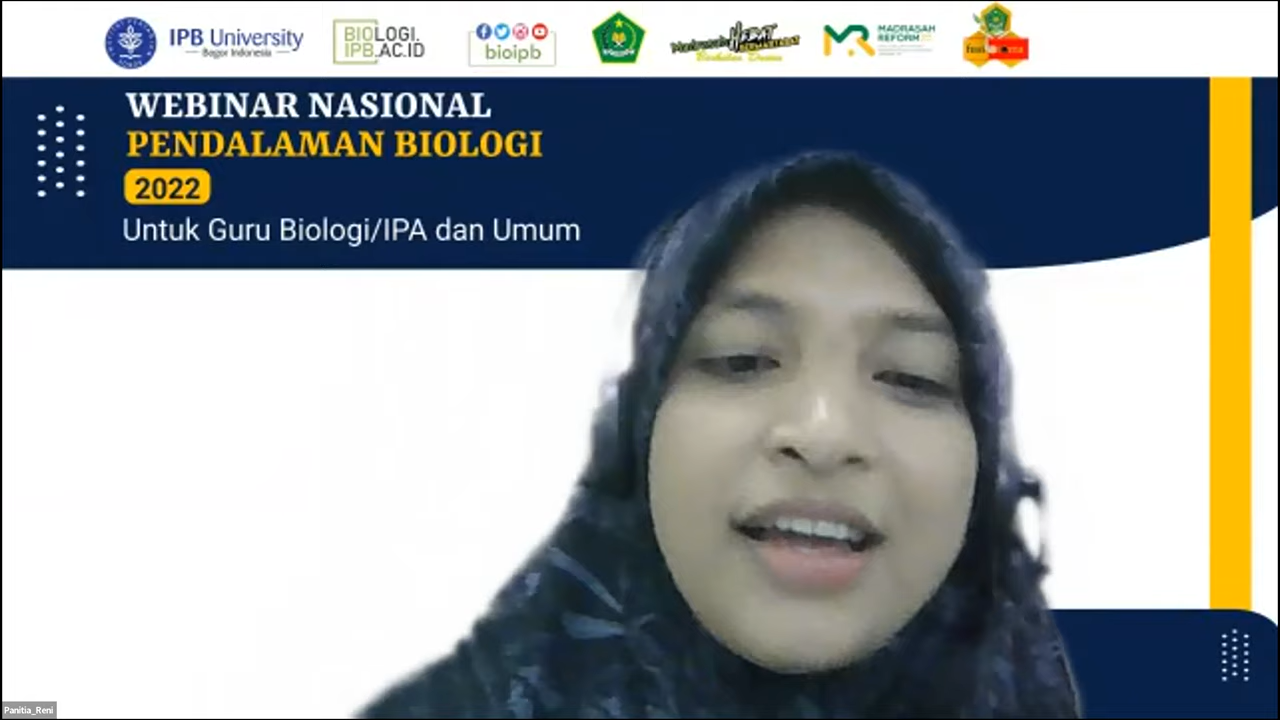 IPB University
Bogor Indonesia
BIOLOGI.
IPB.AC.ID
bioipb
MADRASAH
REFORM
WEBINAR NASIONAL
PENDALAMAN BIOLOGI
2022
Untuk Guru Biologi/IPA dan Umum
Panitia_Reni